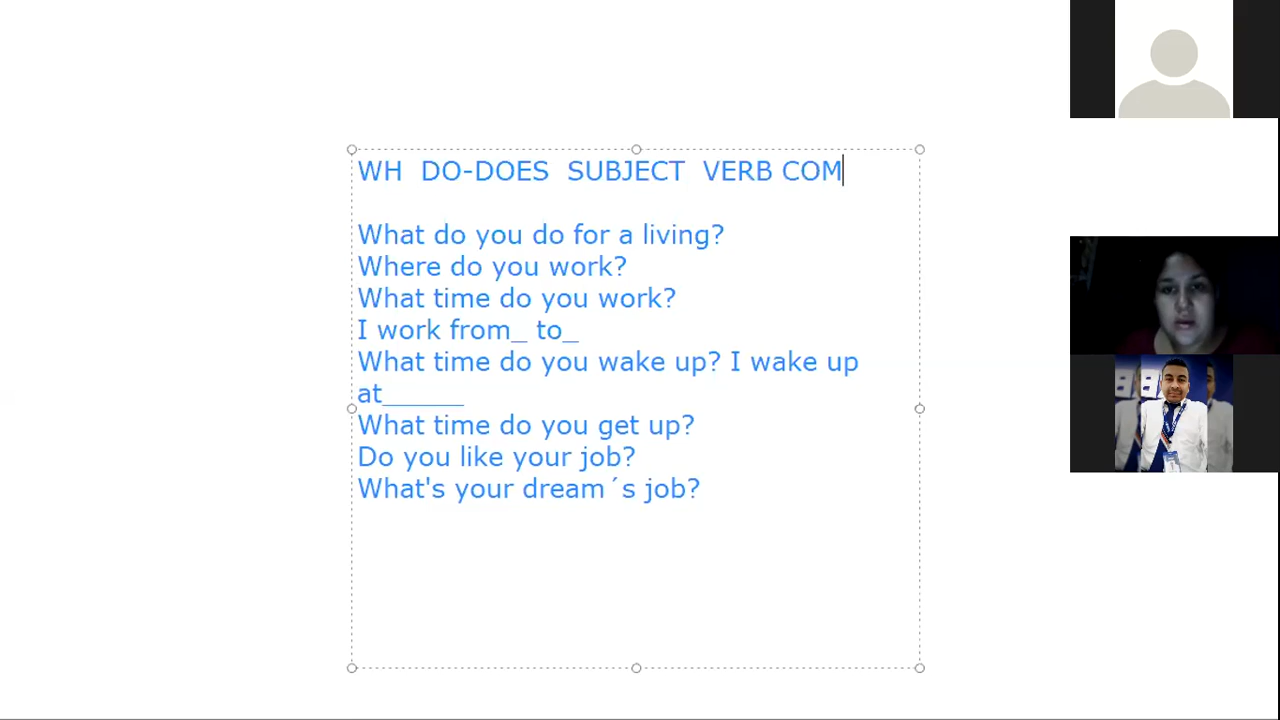 WH DO-DOES SUBJECT VERB COM
What do you do for a living?
Where do you work?
What time do you work?
I work from_ to_
What time do you wake up? I wake up
at_____
What time do you get up?
Do you like your job?
What's your dream´s job?